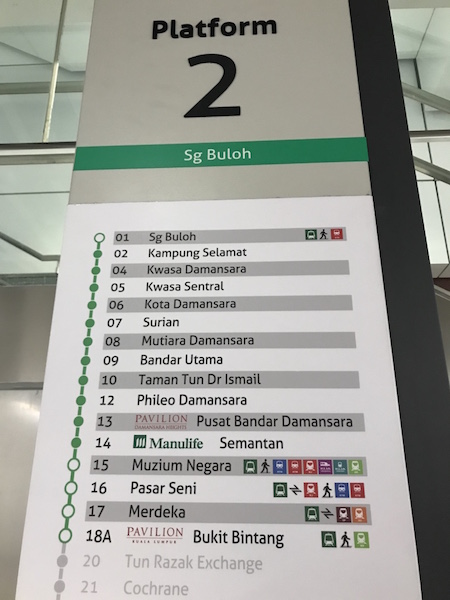 Platform
2
Sg Buloh
01 Sg Buloh
02 Kampung Selamat
04 Kwasa Damansara
05 Kwasa Sentral
06 Kota Damansara
07 Surian
08 Mutiara Damansara
09 Bandar Utama
10 Taman Tun Dr Ismail
12 Phileo Damansara
13 PAVILION DAMANSARA HEIGHTS Pusat Bandar Damansara
14 Manulife Semantan
15 Muzium Negara
16 Pasar Seni
17 Merdeka
18A PAVILION KUALA LUMPUR Bukit Bintang
20 Tun Razak Exchange
21 Cochrane